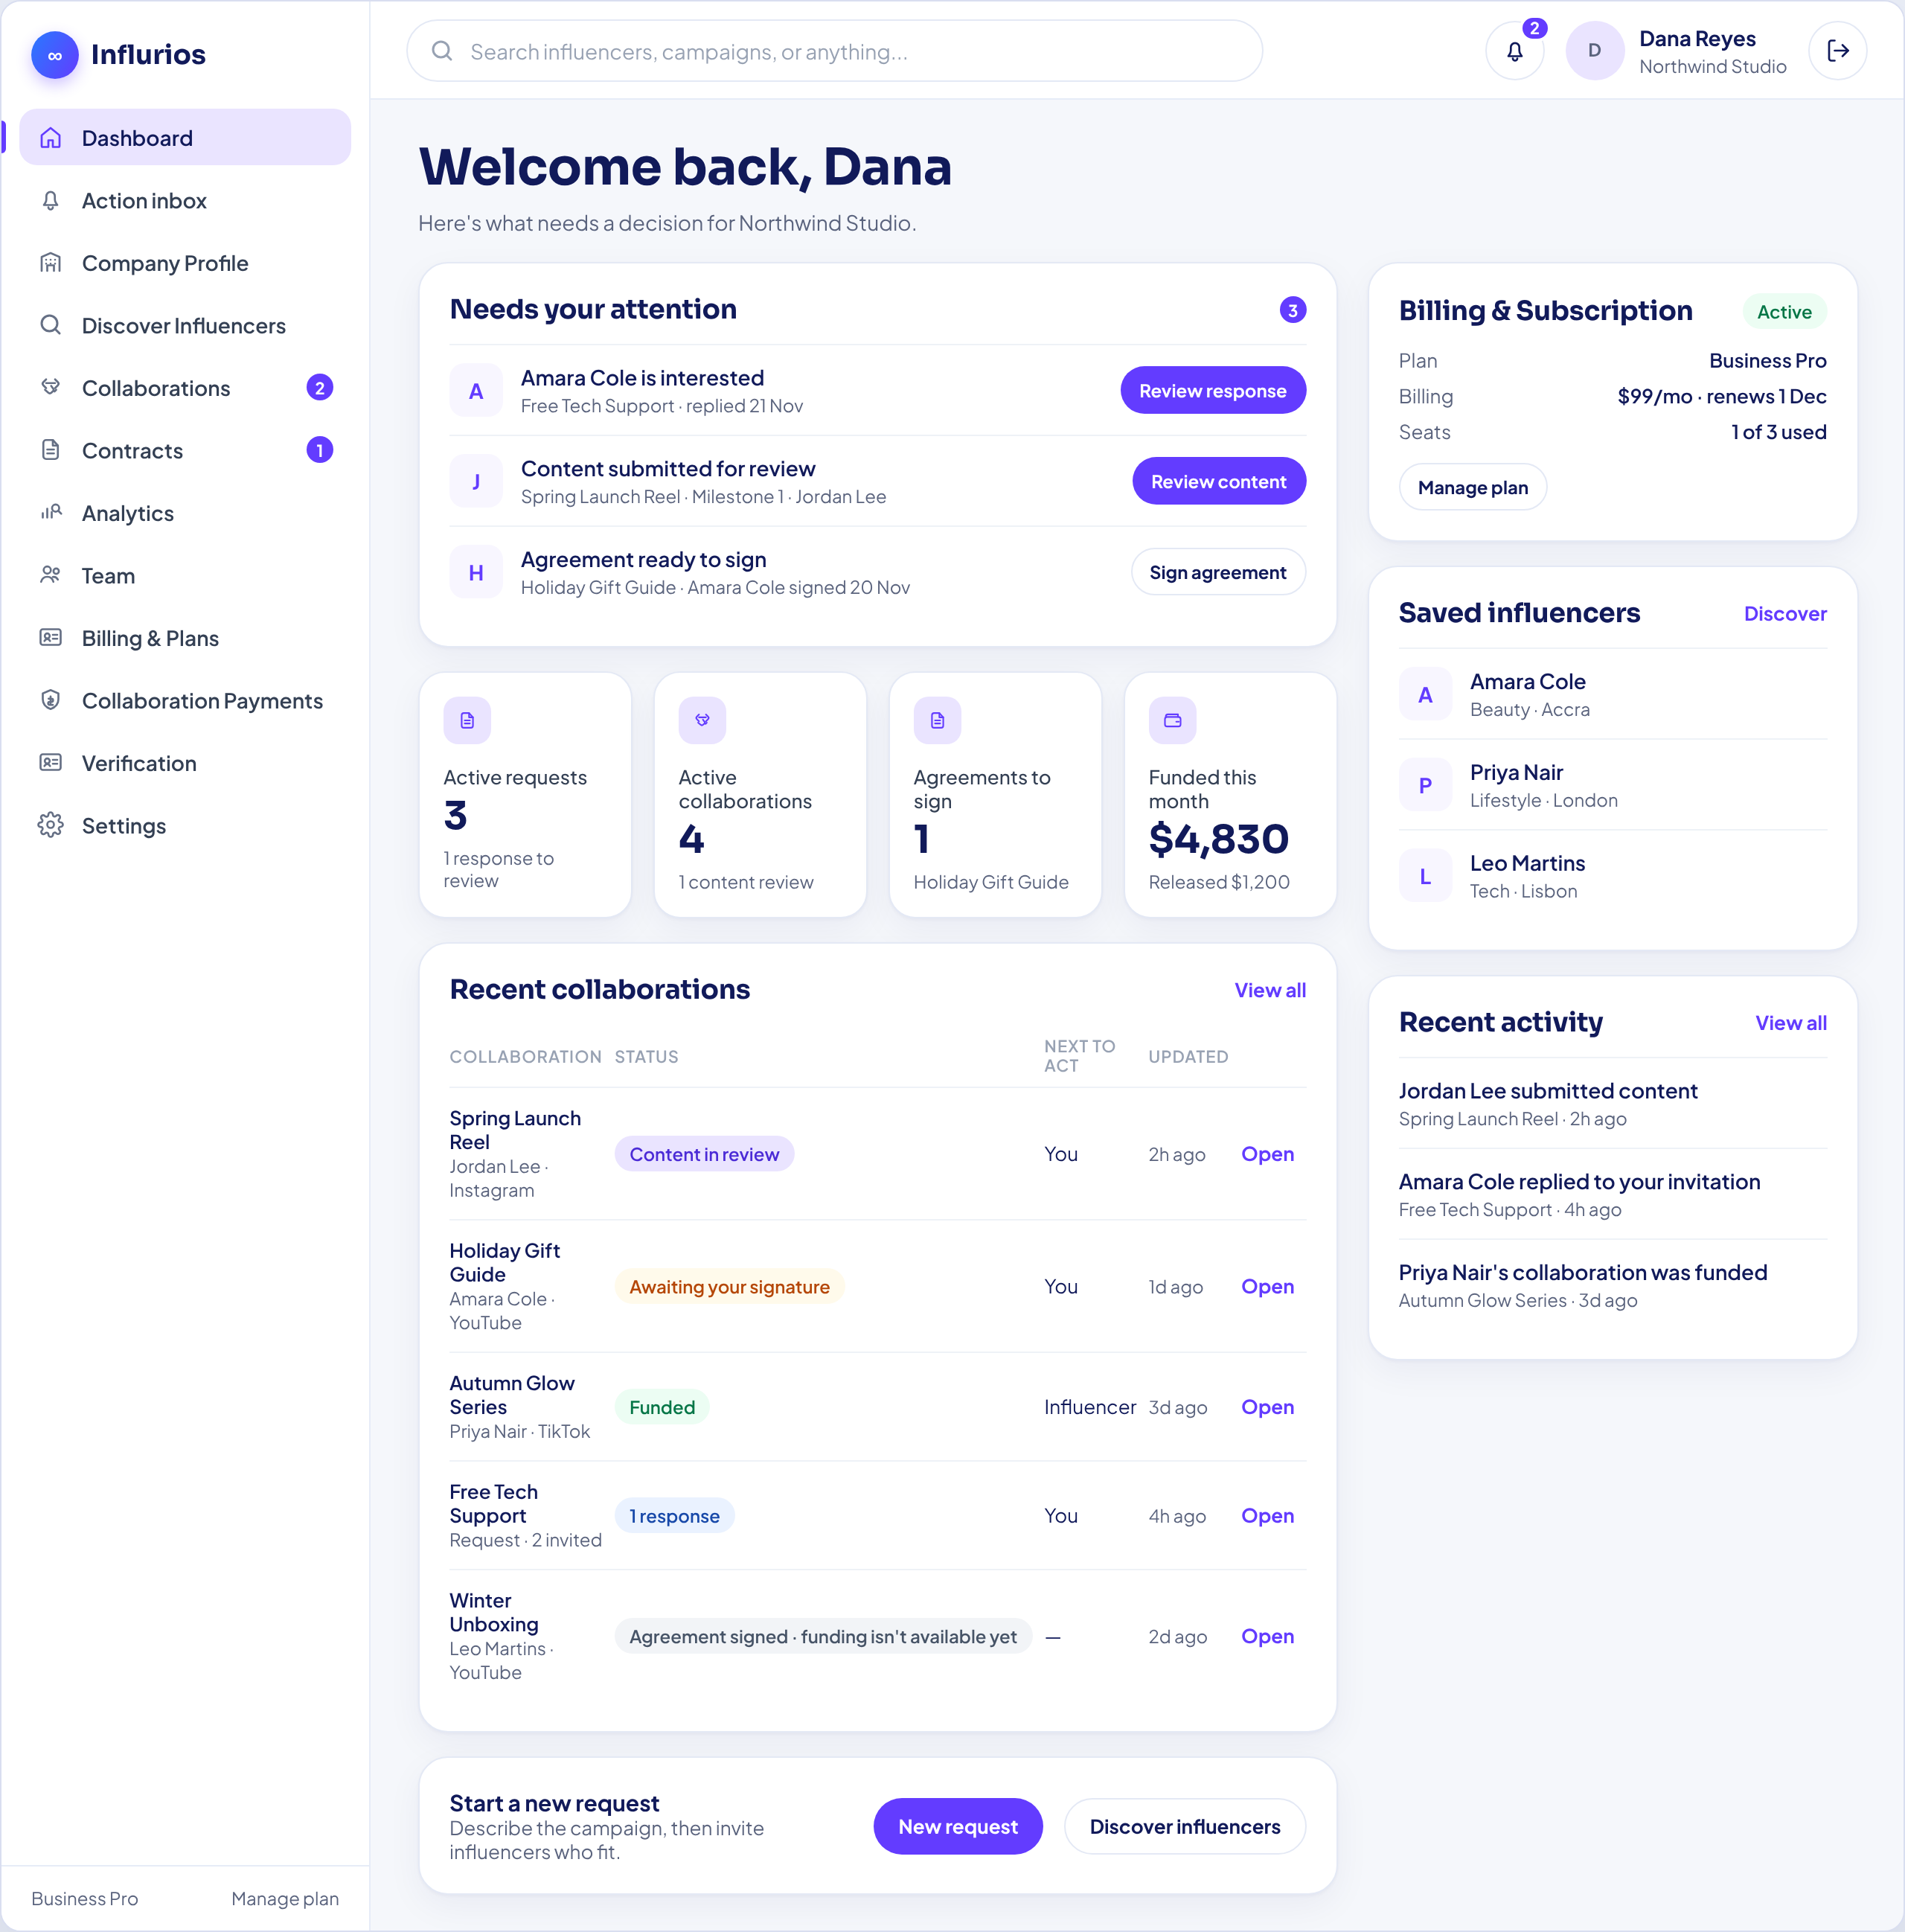 ∞ Influrios
Search influencers, campaigns, or anything...
2
D
Dana Reyes
Northwind Studio
Dashboard
Action inbox
Company Profile
Discover Influencers
Collaborations 2
Contracts 1
Analytics
Team
Billing & Plans
Collaboration Payments
Verification
Settings
Business Pro Manage plan
Welcome back, Dana
Here's what needs a decision for Northwind Studio.
Needs your attention 3
A
Amara Cole is interested
Free Tech Support · replied 21 Nov
Review response
J
Content submitted for review
Spring Launch Reel · Milestone 1 · Jordan Lee
Review content
H
Agreement ready to sign
Holiday Gift Guide · Amara Cole signed 20 Nov
Sign agreement
Active requests
3
1 response to
review
Active
collaborations
4
1 content review
Agreements to
sign
1
Holiday Gift Guide
Funded this
month
$4,830
Released $1,200
Recent collaborations View all
COLLABORATION STATUS NEXT TO
ACT UPDATED
Spring Launch
Reel
Jordan Lee ·
Instagram
Content in review You 2h ago Open
Holiday Gift
Guide
Amara Cole ·
YouTube
Awaiting your signature You 1d ago Open
Autumn Glow
Series
Priya Nair · TikTok
Funded Influencer 3d ago Open
Free Tech
Support
Request · 2 invited
1 response You 4h ago Open
Winter
Unboxing
Leo Martins ·
YouTube
Agreement signed · funding isn't available yet — 2d ago Open
Start a new request
Describe the campaign, then invite
influencers who fit.
New request Discover influencers
Billing & Subscription Active
Plan Business Pro
Billing $99/mo · renews 1 Dec
Seats 1 of 3 used
Manage plan
Saved influencers Discover
A
Amara Cole
Beauty · Accra
P
Priya Nair
Lifestyle · London
L
Leo Martins
Tech · Lisbon
Recent activity View all
Jordan Lee submitted content
Spring Launch Reel · 2h ago
Amara Cole replied to your invitation
Free Tech Support · 4h ago
Priya Nair's collaboration was funded
Autumn Glow Series · 3d ago